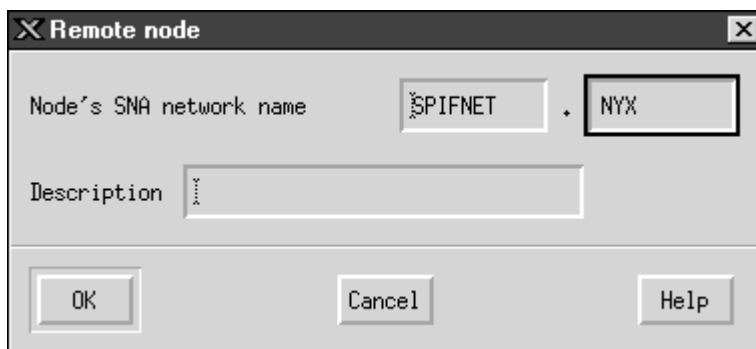 Remote node
Node's SNA network name SPIFNET . NYX
Description
OK Cancel Help